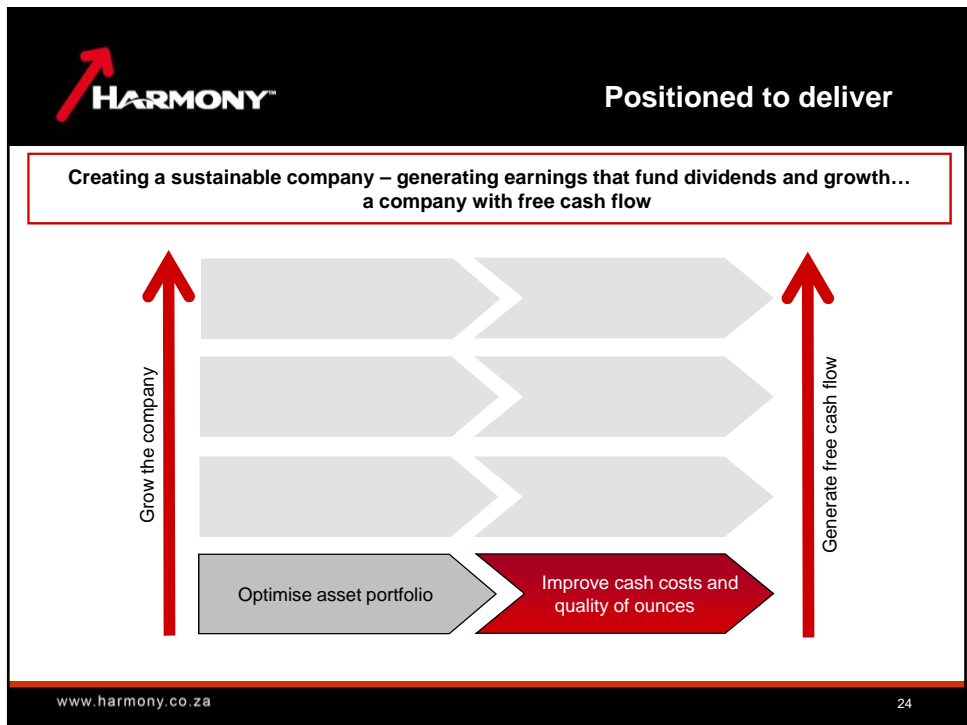 HARMONY™
Positioned to deliver
Creating a sustainable company – generating earnings that fund dividends and growth…
a company with free cash flow
Grow the company
Generate free cash flow
Optimise asset portfolio
Improve cash costs and
quality of ounces
www.harmony.co.za
24